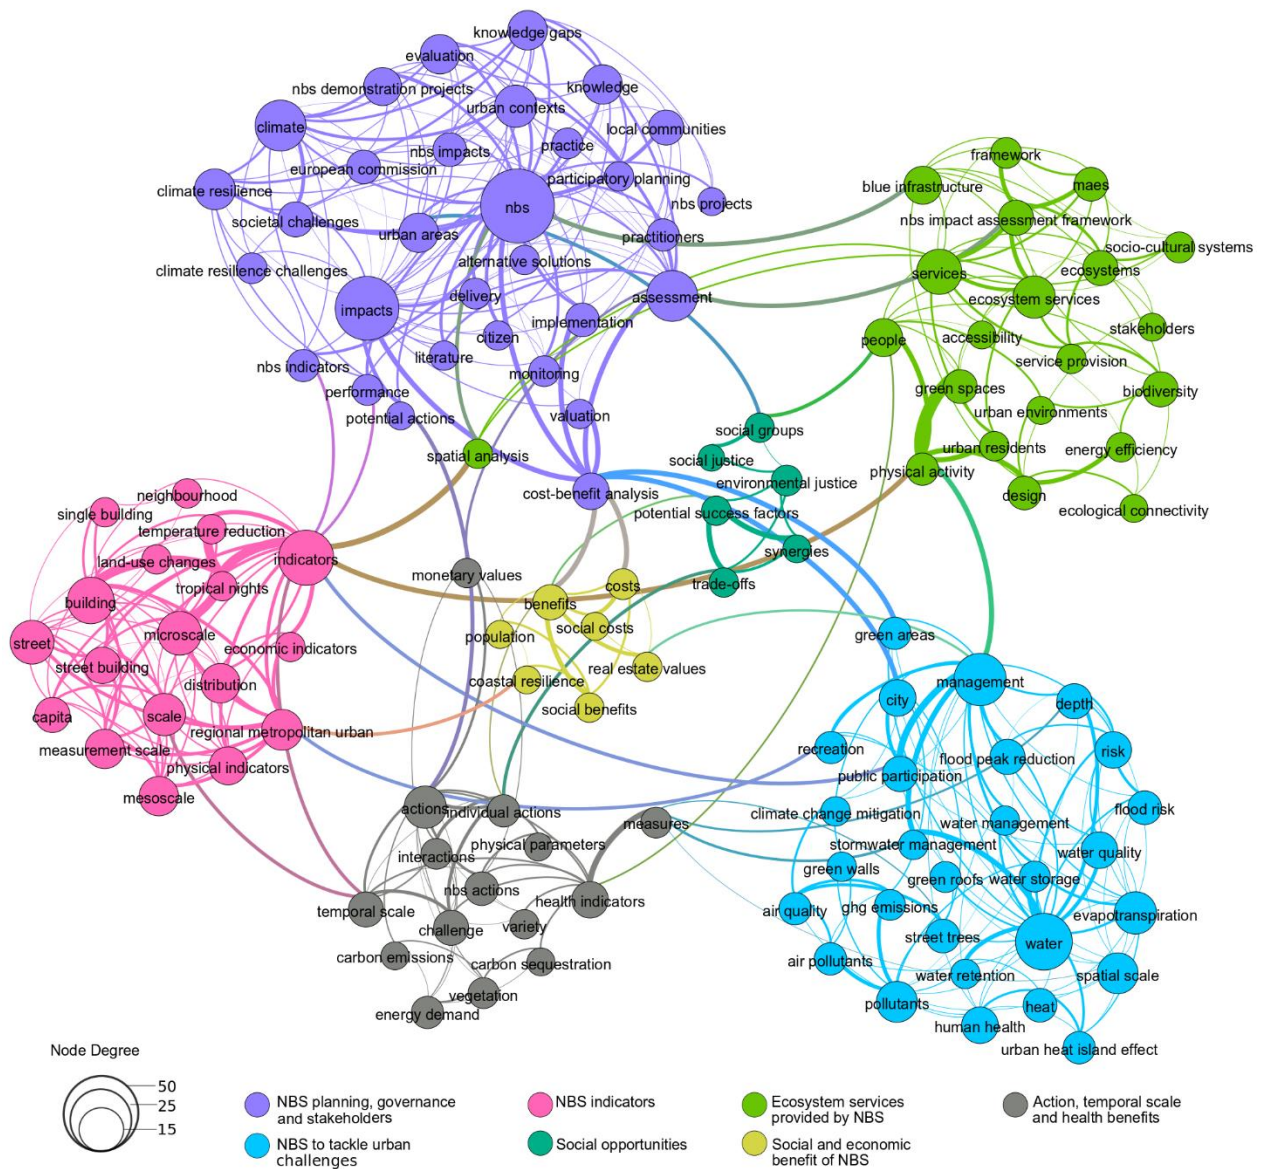 knowledge gaps
evaluation
nbs demonstration projects
knowledge
urban contexts
climate
local communities
practice
nbs impacts
european commission
participatory planning
climate resilience
nbs projects
nbs
societal challenges
urban areas
practitioners
alternative solutions
climate resilience challenges
delivery
assessment
impacts
implementation
citizen
literature
nbs indicators
monitoring
performance
potential actions
valuation
spatial analysis
cost-benefit analysis
framework
blue infrastructure
maes
nbs impact assessment framework
socio-cultural systems
services
ecosystems
ecosystem services
stakeholders
people
accessibility
service provision
green spaces
biodiversity
urban environments
urban residents
energy efficiency
physical activity
design
ecological connectivity
social groups
social justice
environmental justice
potential success factors
synergies
trade-offs
neighbourhood
single building
temperature reduction
land-use changes
indicators
tropical nights
building
street
microscale
economic indicators
street building
distribution
capita
scale
regional metropolitan urban
measurement scale
physical indicators
mesoscale
monetary values
costs
benefits
social costs
population
real estate values
coastal resilience
social benefits
green areas
management
city
depth
recreation
risk
flood peak reduction
public participation
climate change mitigation
flood risk
water management
stormwater management
water quality
green walls
green roofs
water storage
air quality
ghg emissions
evapotranspiration
street trees
water
air pollutants
water retention
spatial scale
pollutants
heat
human health
urban heat island effect
actions
individual actions
measures
physical parameters
interactions
nbs actions
health indicators
temporal scale
challenge
variety
carbon emissions
carbon sequestration
vegetation
energy demand
Node Degree
50
25
15
NBS planning, governance
and stakeholders
NBS indicators
Ecosystem services
provided by NBS
Action, temporal scale
and health benefits
NBS to tackle urban
challenges
Social opportunities
Social and economic
benefit of NBS